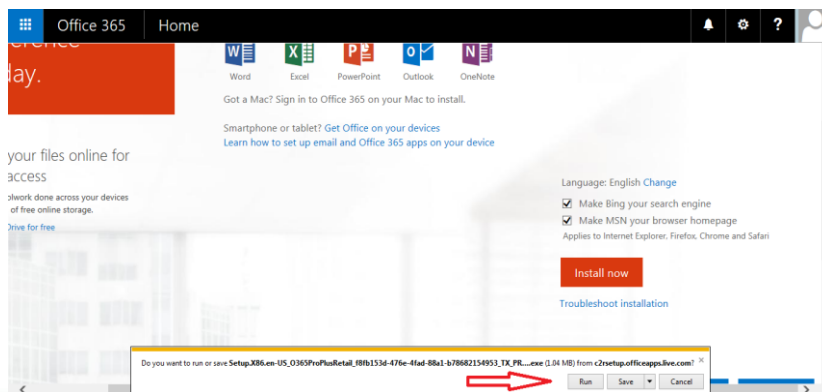 Office 365
Home
?
day.
W
X
P
O
N
Word
Excel
PowerPoint
Outlook
OneNote
Got a Mac? Sign in to Office 365 on your Mac to install.
Smartphone or tablet? Get Office on your devices
Learn how to set up email and Office 365 apps on your device
your files online for
access
olwork done across your devices
of free online storage.
Drive for free
Language: English Change
Make Bing your search engine
Make MSN your browser homepage
Applies to Internet Explorer, Firefox, Chrome and Safari
Install now
Troubleshoot installation
Do you want to run or save Setup.X86.en-US_O365ProPlusRetail_f8fb153d-476e-4fad-88a1-b78682154953_TX_PR....exe (1.04 MB) from c2rsetup.officeapps.live.com?
Run
Save
Cancel